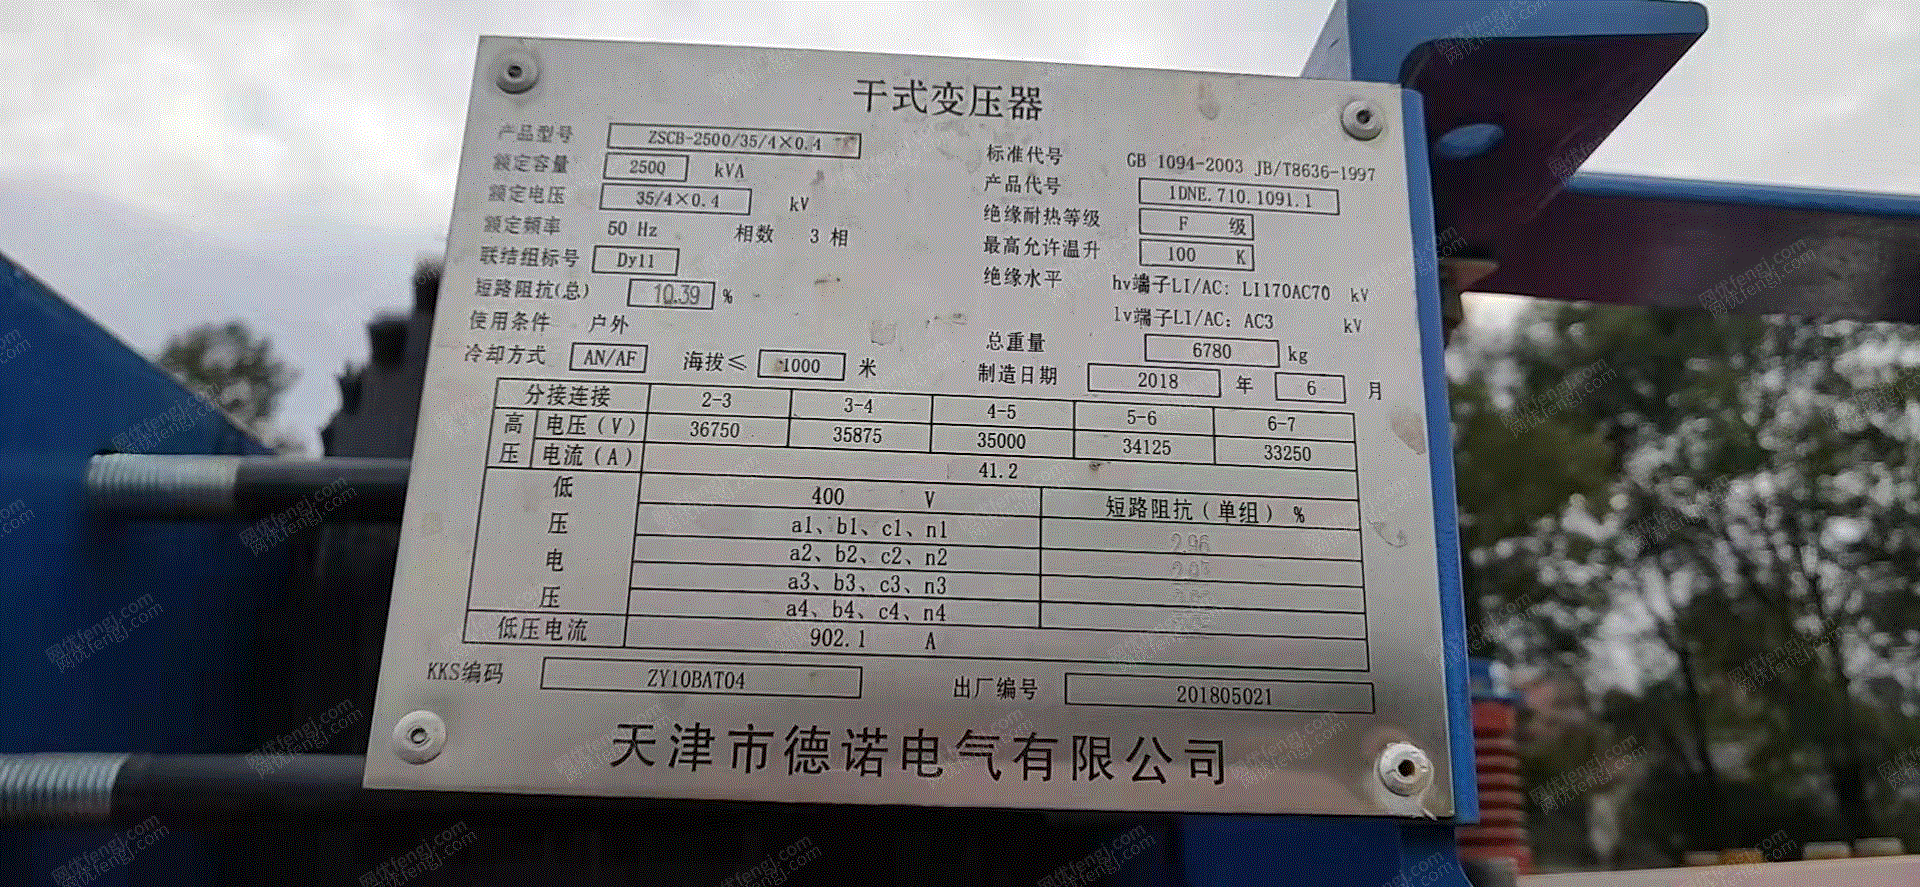 干式变压器
产品型号 ZSCB-2500/35/4×0.4
额定容量 2500 kVA
额定电压 35/4×0.4 kV
额定频率 50 Hz 相数 3 相
联结组标号 Dy11
短路阻抗(总) 10.39 %
使用条件 户外
冷却方式 AN/AF 海拔≤ 1000 米
标准代号 GB 1094-2003 JB/T8636-1997
产品代号 1DNE.710.1091.1
绝缘耐热等级 F 级
最高允许温升 100 K
绝缘水平 hv端子LI/AC: LI170AC70 kV
lv端子LI/AC: AC3 kV
总重量 6780 kg
制造日期 2018 年 6 月
分接连接 2-3 3-4 4-5 5-6 6-7
高压 电压(V) 36750 35875 35000 34125 33250
电流(A) 41.2
低压电压 400 V 短路阻抗(单组) %
a1、b1、c1、n1 2.96
a2、b2、c2、n2
a3、b3、c3、n3
a4、b4、c4、n4
低压电流 902.1 A
KKS编码 ZY10BAT04 出厂编号 201805021
天津市德诺电气有限公司
网优fengj.com